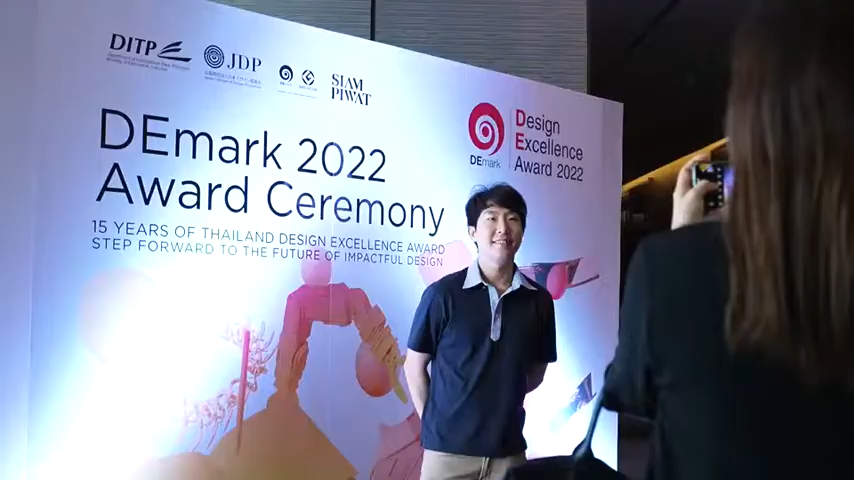 DITP
JDP
SIAM
PIWAT
DEmark
Design
Excellence
Award 2022
DEmark 2022
Award Ceremony
15 YEARS OF THAILAND DESIGN EXCELLENCE AWARD
STEP FORWARD TO THE FUTURE OF IMPACTFUL DESIGN